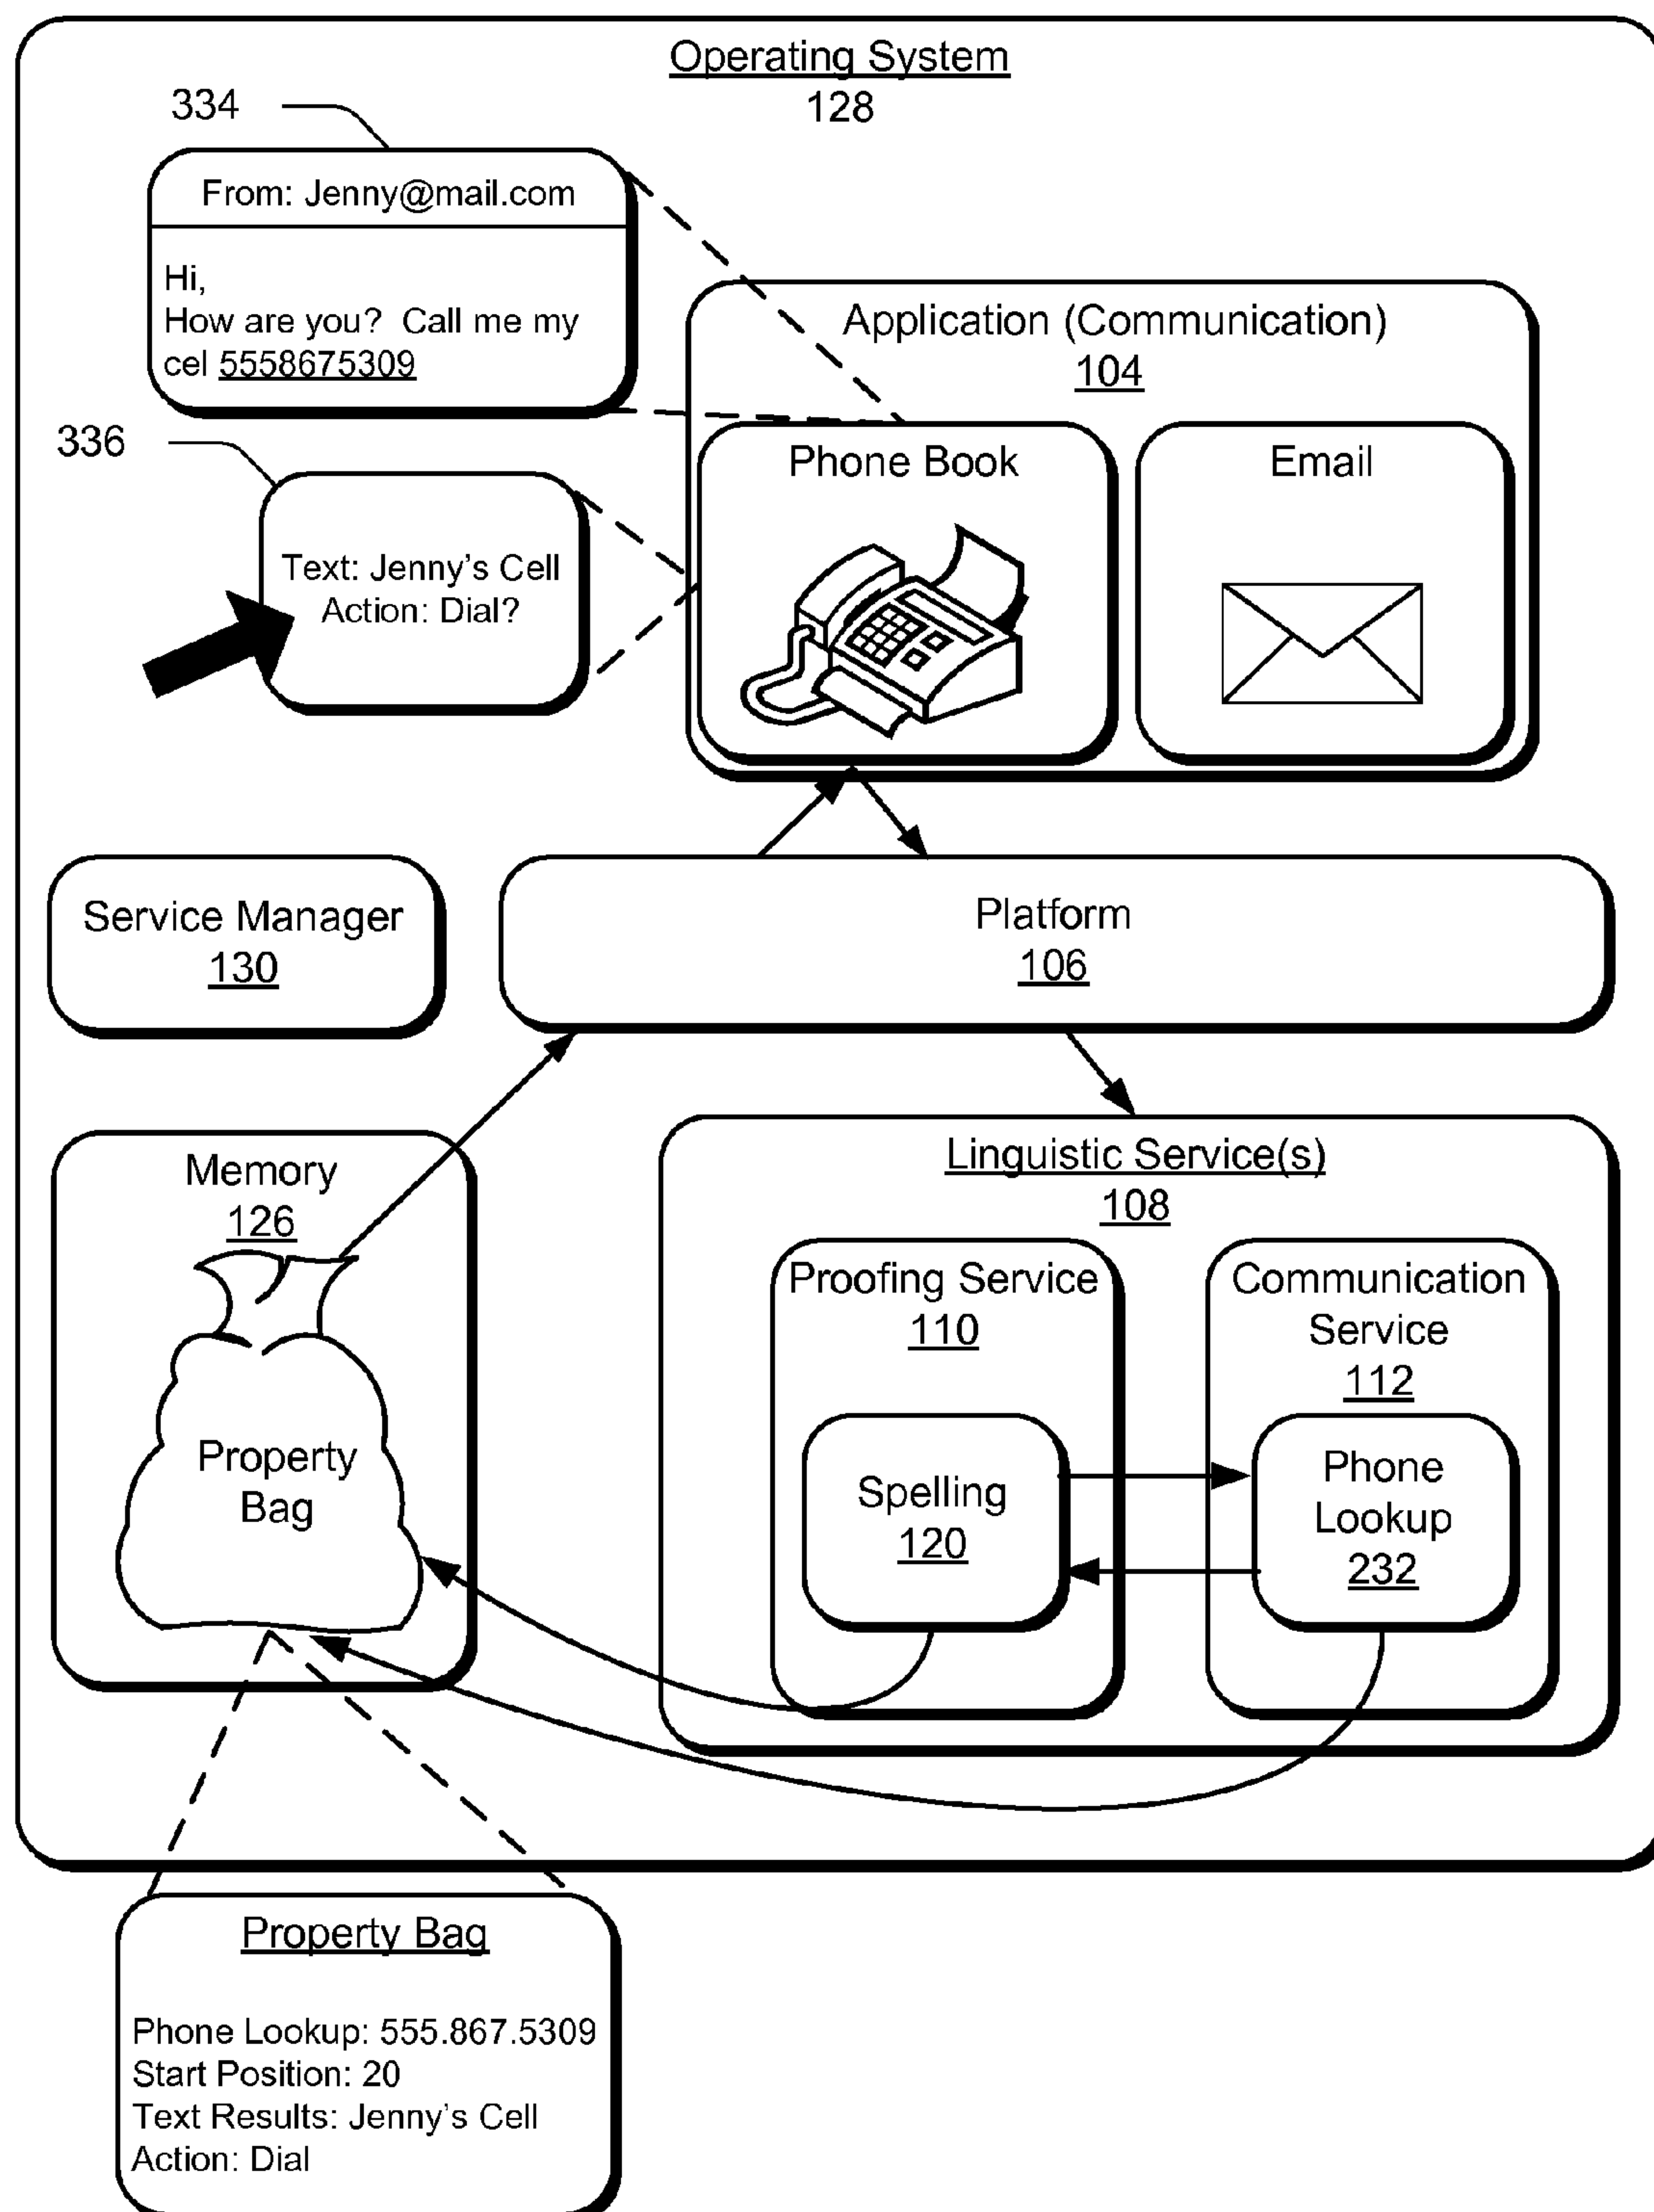 Operating System
128
334
From: Jenny@mail.com
Hi,
How are you?  Call me my
cel 5558675309
336
Text: Jenny's Cell
Action: Dial?
Application (Communication)
104
Phone Book
Email
Service Manager
130
Platform
106
Memory
126
Property
Bag
Linguistic Service(s)
108
Proofing Service
110
Spelling
120
Communication
Service
112
Phone
Lookup
232
Property Bag
Phone Lookup: 555.867.5309
Start Position: 20
Text Results: Jenny's Cell
Action: Dial